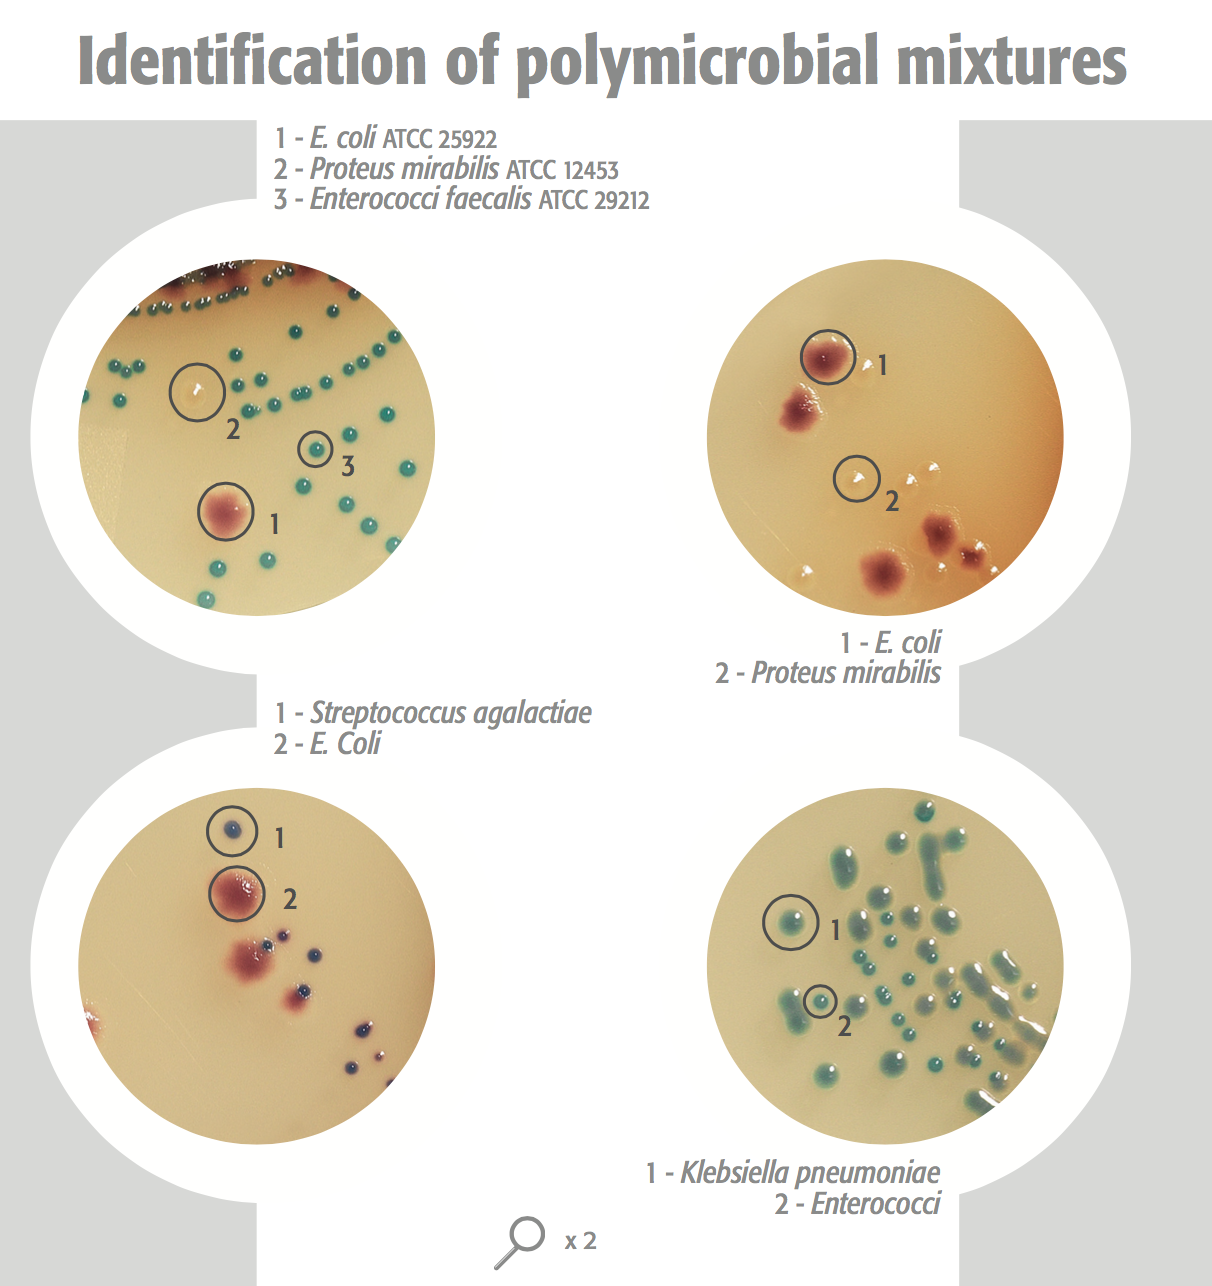 Identification of polymicrobial mixtures
1 - E. coli ATCC 25922
2 - Proteus mirabilis ATCC 12453
3 - Enterococci faecalis ATCC 29212
2
3
1
1
2
1 - E. coli
2 - Proteus mirabilis
1 - Streptococcus agalactiae
2 - E. Coli
1
2
1
2
1 - Klebsiella pneumoniae
2 - Enterococci
x 2